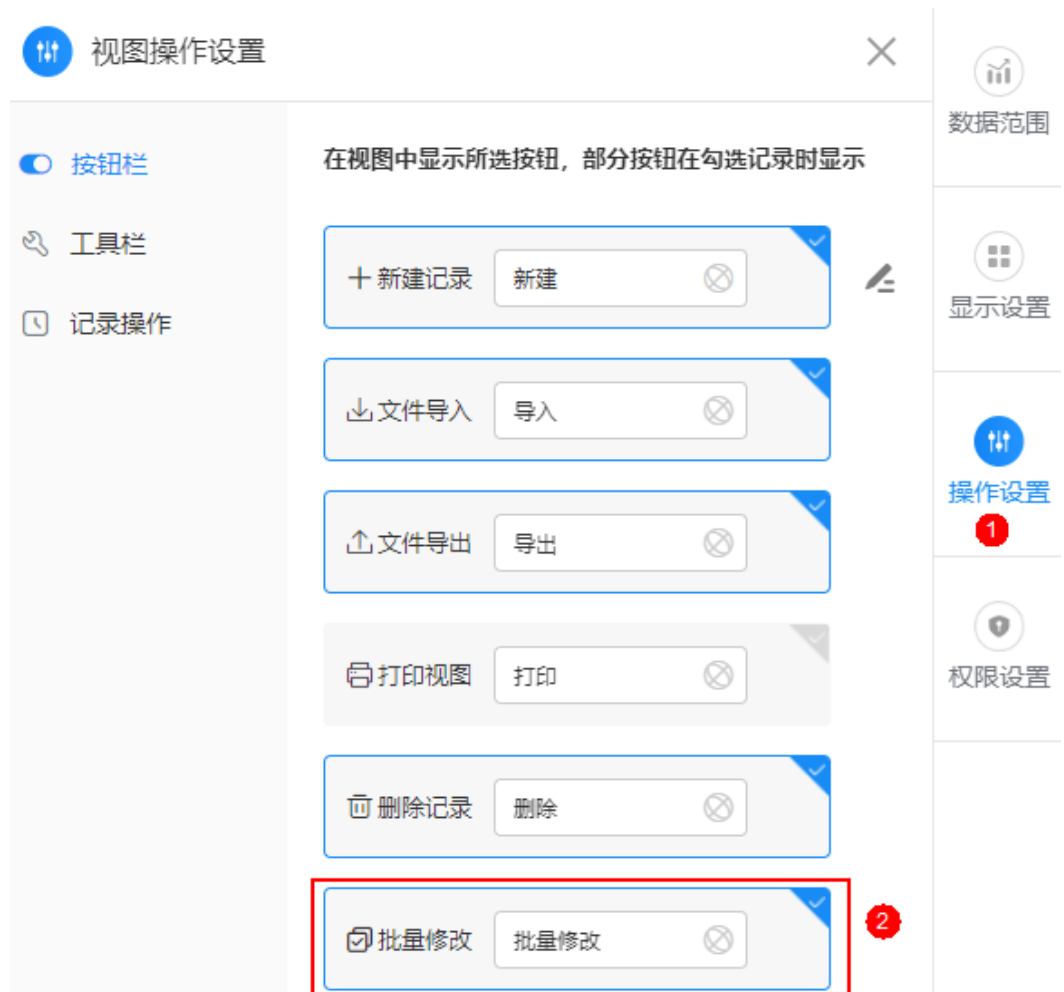 视图操作设置
按钮栏
工具栏
记录操作
在视图中显示所选按钮，部分按钮在勾选记录时显示
新建记录 新建
文件导入 导入
文件导出 导出
打印视图 打印
删除记录 删除
批量修改 批量修改
2
数据范围
显示设置
操作设置
1
权限设置